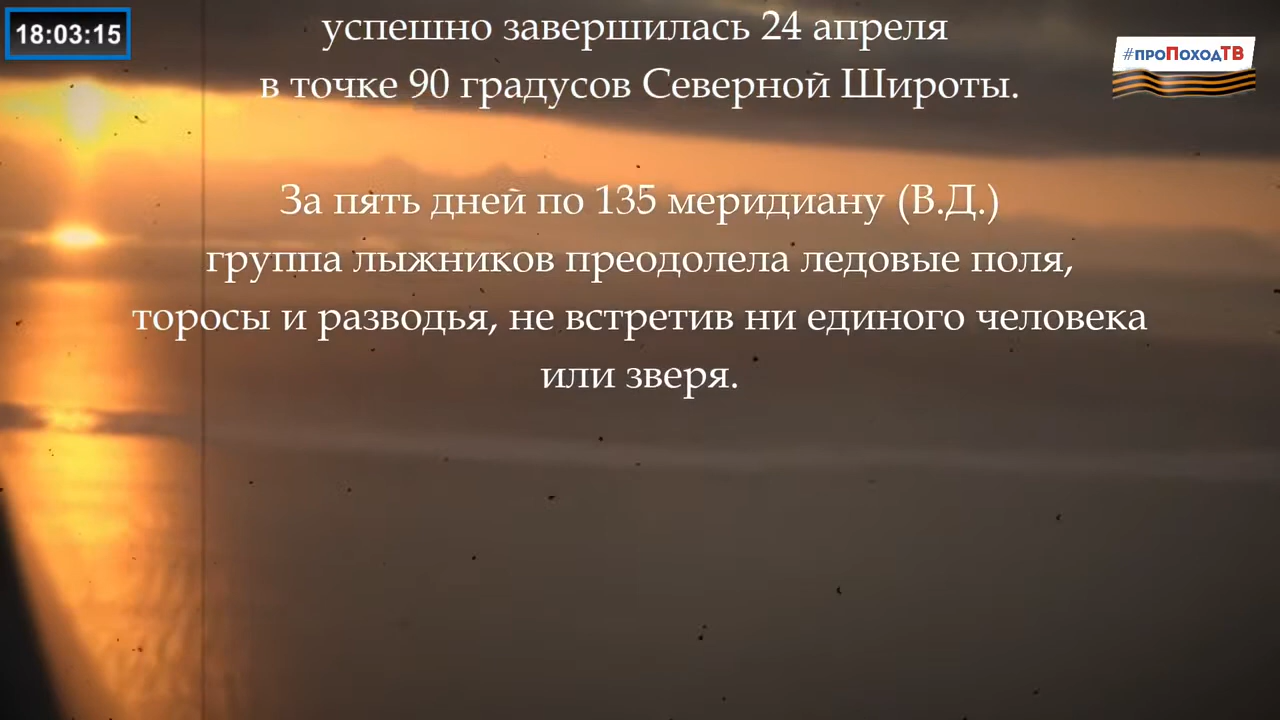 18:03:15
успешно завершилась 24 апреля
в точке 90 градусов Северной Широты.
#проПоходТВ
За пять дней по 135 меридиану (В.Д.)
группа лыжников преодолела ледовые поля,
торосы и разводья, не встретив ни единого человека
или зверя.